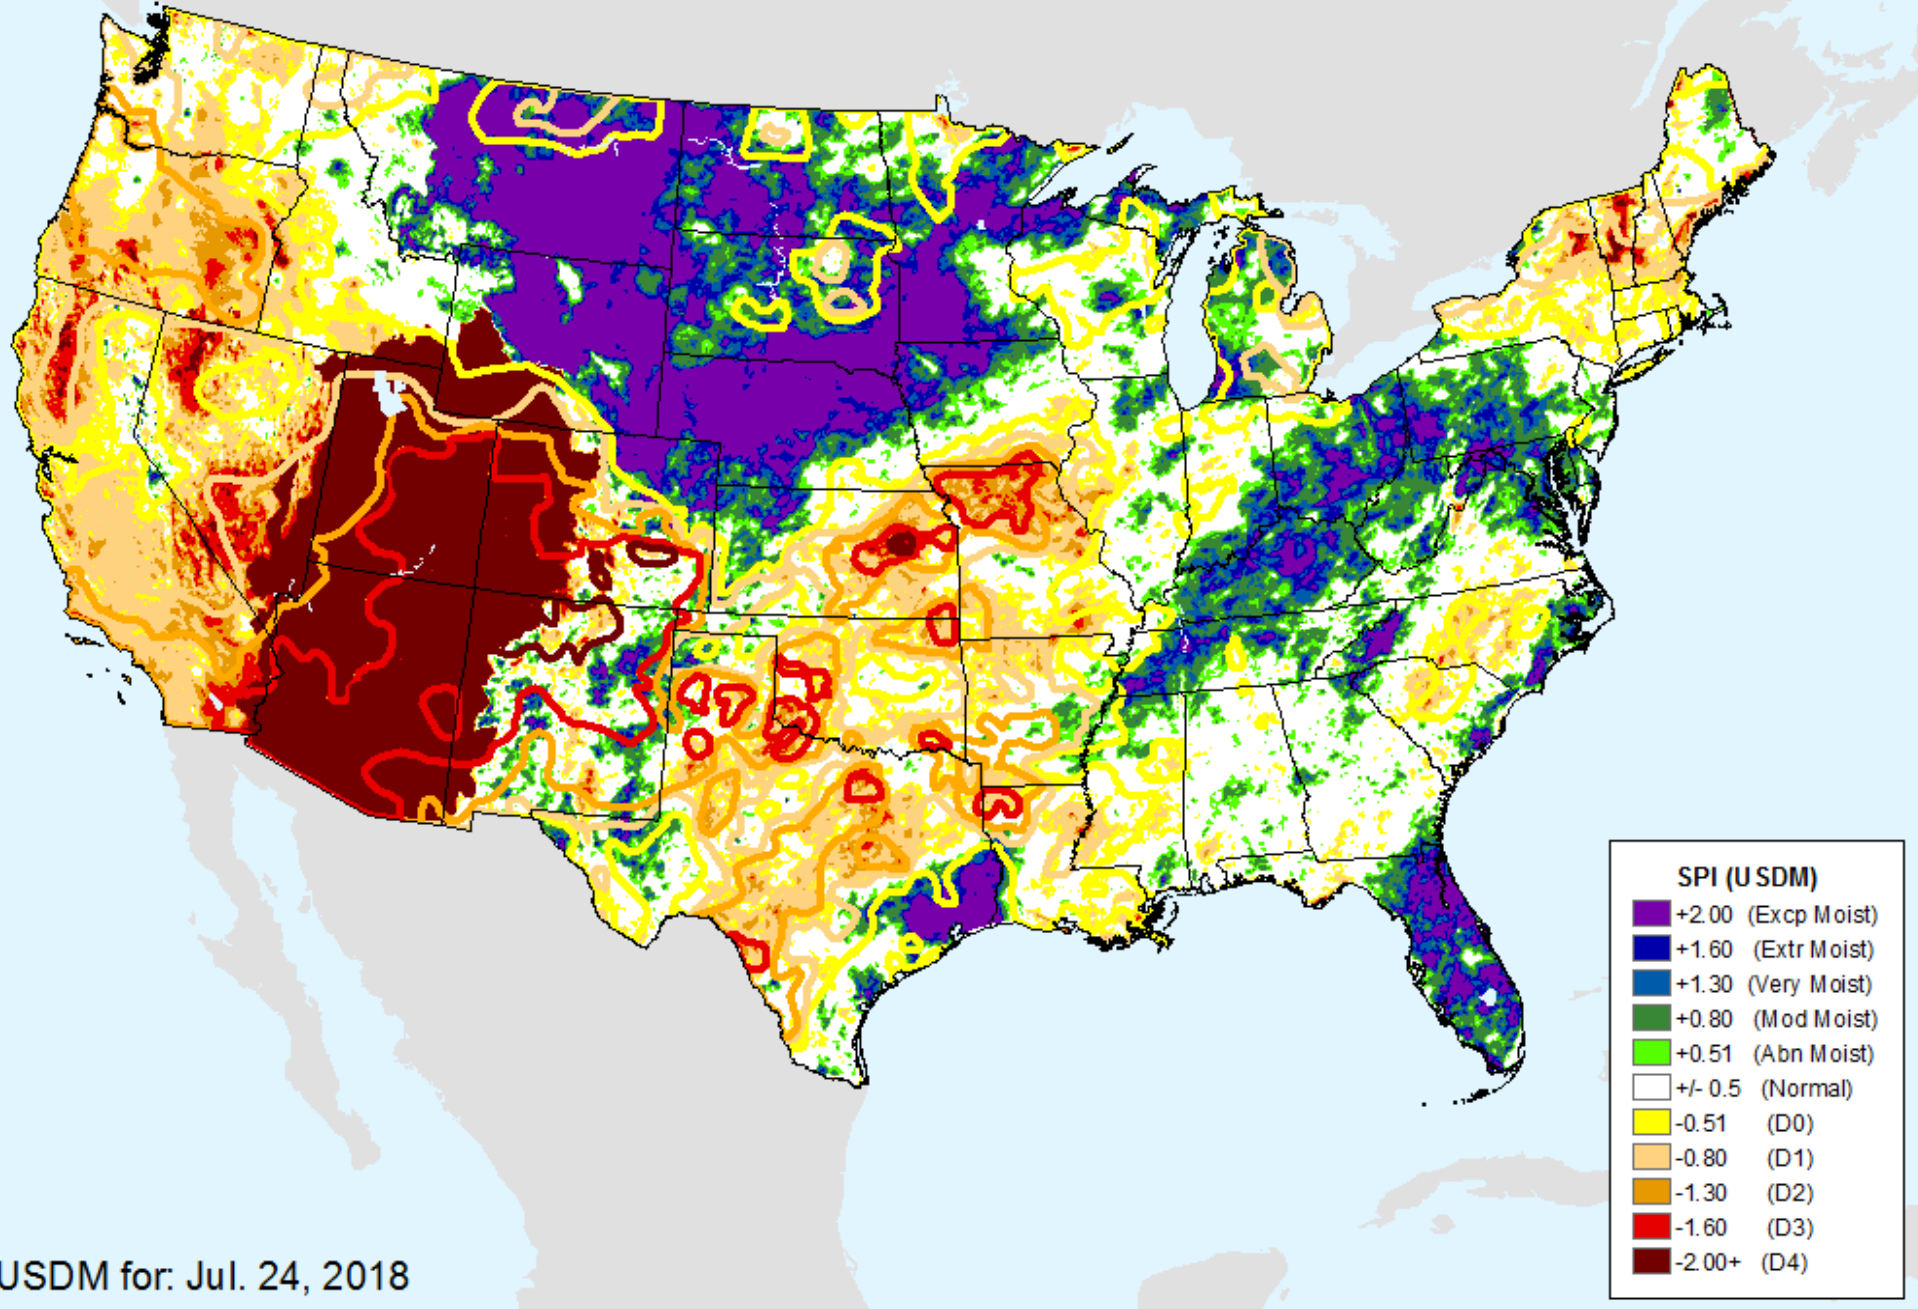 SPI (USDM)
+2.00 (Excp Moist)
+1.60 (Extr Moist)
+1.30 (Very Moist)
+0.80 (Mod Moist)
+0.51 (Abn Moist)
+/- 0.5 (Normal)
-0.51 (D0)
-0.80 (D1)
-1.30 (D2)
-1.60 (D3)
-2.00+ (D4)
USDM for: Jul. 24, 2018